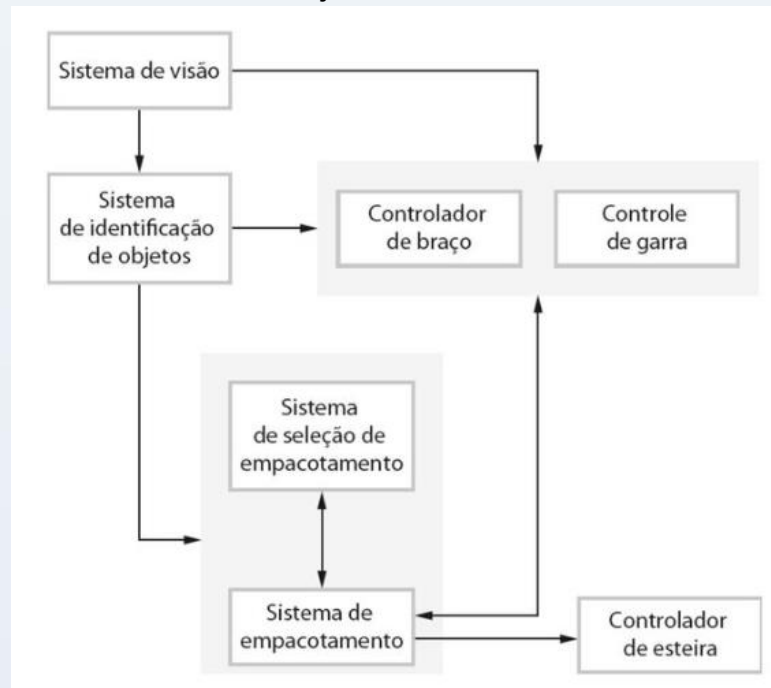 Sistema de visão
Sistema
de identificação
de objetos
Controlador
de braço
Controle
de garra
Sistema
de seleção de
empacotamento
Sistema de
empacotamento
Controlador
de esteira